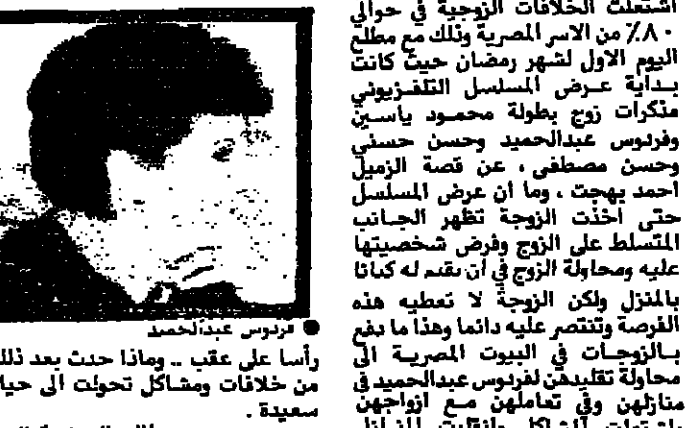 اشتعلت الخلافات الزوجية في حوالي
٨٠٪ من الاسر المصرية وذلك مع مطلع
اليوم الاول لشهر رمضان حيث كانت
بداية عرض المسلسل التلفزيوني
مذكرات زوج بطولة محمود ياسين
وفردوس عبدالحميد وحسن حسني
وحسن مصطفى ، عن قصة الزميل
احمد بهجت ، وما ان عرض المسلسل
حتى اخذت الزوجة تظهر الجانب
المتسلط على الزوج وفرض شخصيتها
عليه ومحاولة الزوج في أن يقيم له كيانا
بالمنزل ولكن الزوجة لا تعطيه هذه
الفرصة وتنتصر عليه دائما وهذا ما دفع
بالزوجات في البيوت المصرية الى
محاولة تقليدهن لفردوس عبدالحميد في
منازلهن وفي تعاملهن مع ازواجهن
● فردوس عبدالحميد
رأسا على عقب .. وماذا حدث بعد ذلك
من خلافات ومشاكل تحولت الى
سعيدة .